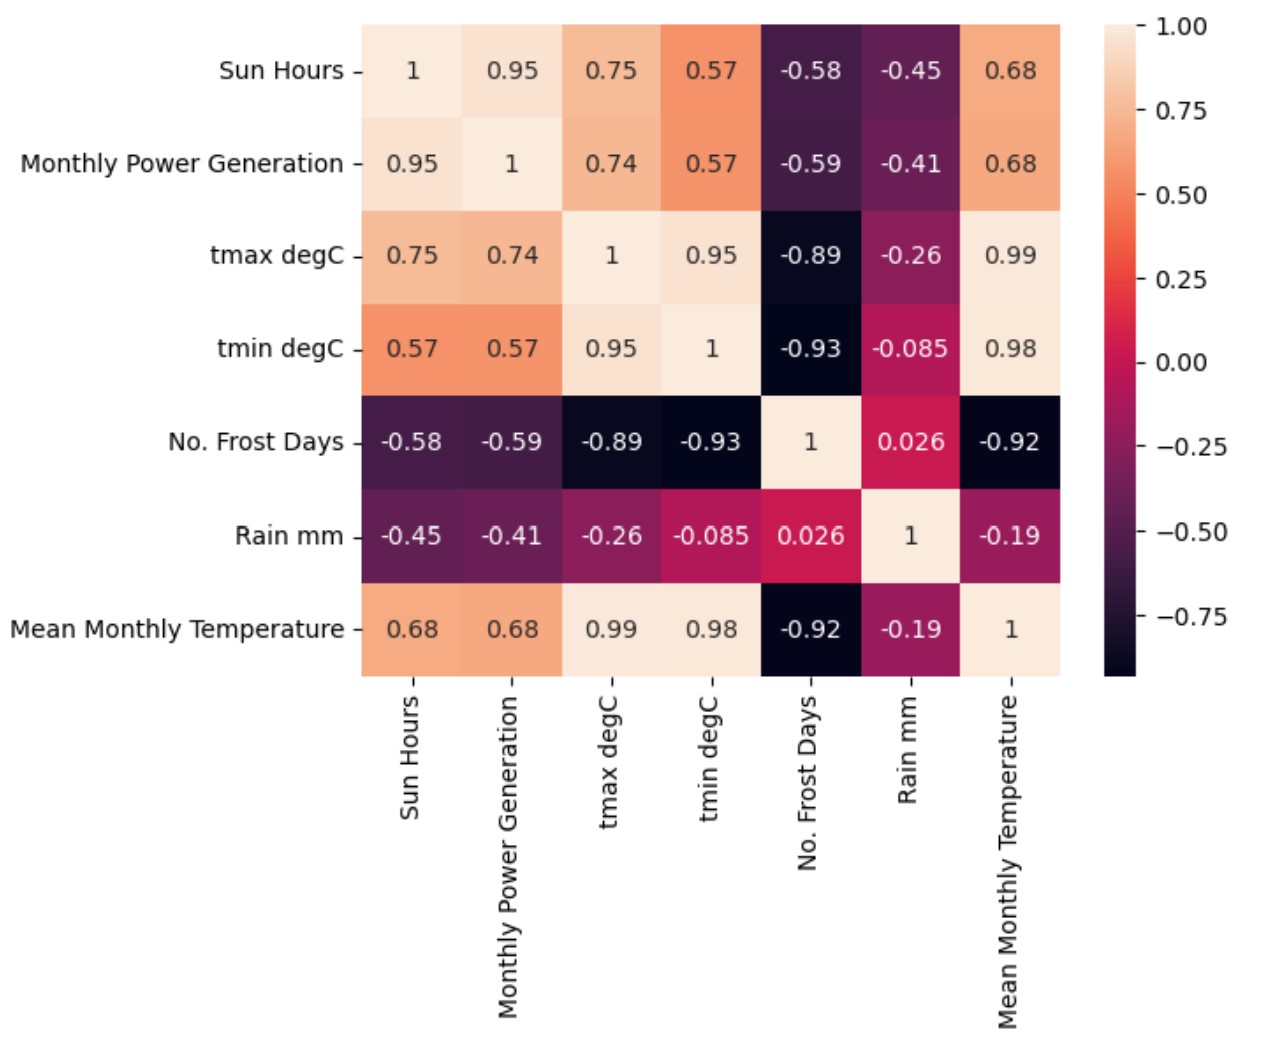 Sun Hours 1 0.95 0.75 0.57 -0.58 -0.45 0.68
Monthly Power Generation 0.95 1 0.74 0.57 -0.59 -0.41 0.68
tmax degC 0.75 0.74 1 0.95 -0.89 -0.26 0.99
tmin degC 0.57 0.57 0.95 1 -0.93 -0.085 0.98
No. Frost Days -0.58 -0.59 -0.89 -0.93 1 0.026 -0.92
Rain mm -0.45 -0.41 -0.26 -0.085 0.026 1 -0.19
Mean Monthly Temperature 0.68 0.68 0.99 0.98 -0.92 -0.19 1
Sun Hours
Monthly Power Generation
tmax degC
tmin degC
No. Frost Days
Rain mm
Mean Monthly Temperature
1.00
0.75
0.50
0.25
0.00
−0.25
−0.50
−0.75